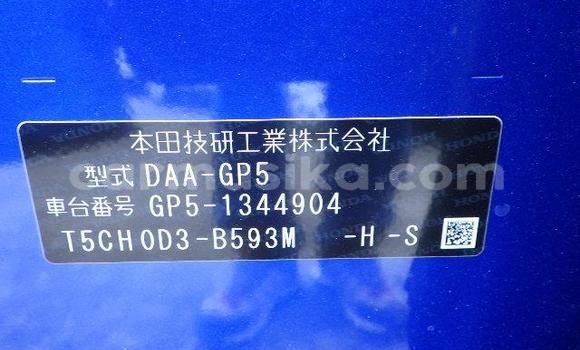 本田技研工業株式会社
型式 DAA-GP5
車台番号 GP5-1344904
T5CH0D3-B593M -H -S